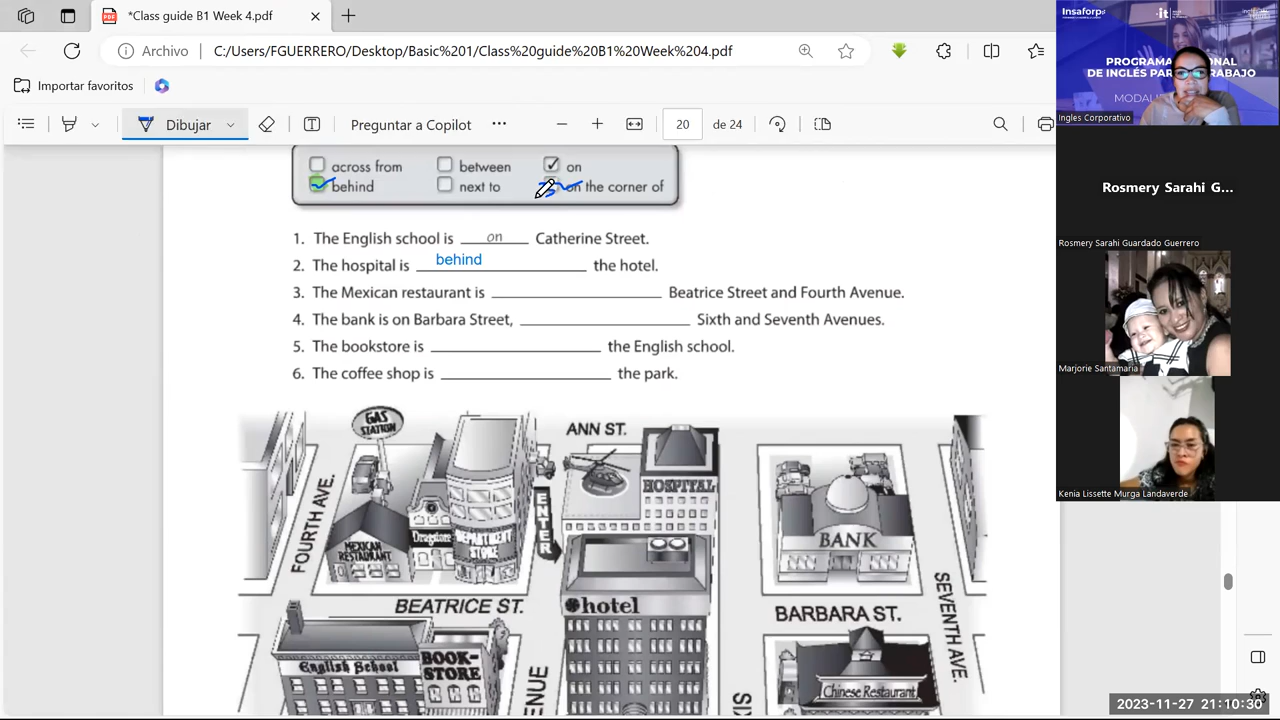 *Class guide B1 Week 4.pdf
Archivo
C:/Users/FGUERRERO/Desktop/Basic%201/Class%20guide%20B1%20Week%204.pdf
Importar favoritos
Dibujar
Preguntar a Copilot
20 de 24
across from
between
on
behind
next to
on the corner of
1. The English school is on Catherine Street.
2. The hospital is behind the hotel.
3. The Mexican restaurant is ____ Beatrice Street and Fourth Avenue.
4. The bank is on Barbara Street, ____ Sixth and Seventh Avenues.
5. The bookstore is ____ the English school.
6. The coffee shop is ____ the park.
GAS
STATION
ANN ST.
FOURTH AVE.
HOSPITAL
ENTER
MEXICAN
RESTAURANT
Drugstore
DEPARTMENT
STORE
BANK
BEATRICE ST.
hotel
BARBARA ST.
SEVENTH AVE.
English School
BOOK-
STORE
Chinese Restaurant
Insaforp
DE INGLÉS
MODAL
Ingles Corporativo
Rosmery Sarahi G...
Rosmery Sarahi Guardado Guerrero
Marjorie Santamaria
Kenia Lissette Murga Landaverde
2023-11-27 21:10:30